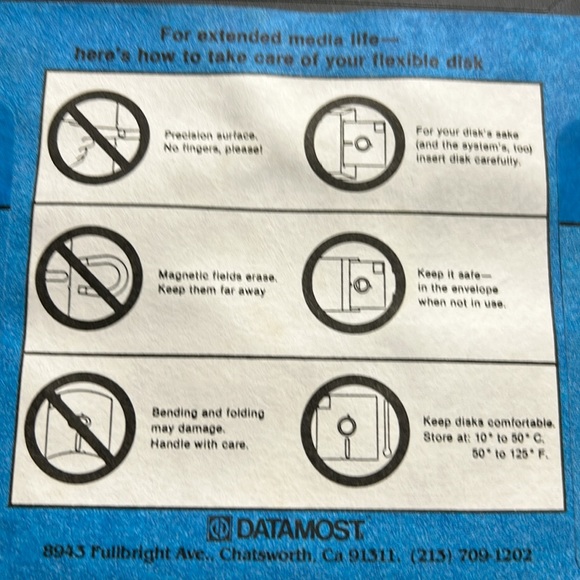 For extended media life—
here's how to take care of your flexible disk
Precision surface.
No fingers, please!
For your disk's sake
(and the system's, too)
insert disk carefully.
Magnetic fields erase.
Keep them far away
Keep it safe—
in the envelope
when not in use.
Bending and folding
may damage.
Handle with care.
Keep disks comfortable.
Store at: 10° to 50° C.
50° to 125° F.
DATAMOST
8943 Fullbright Ave., Chatsworth, Ca 91311. (213) 709-1202